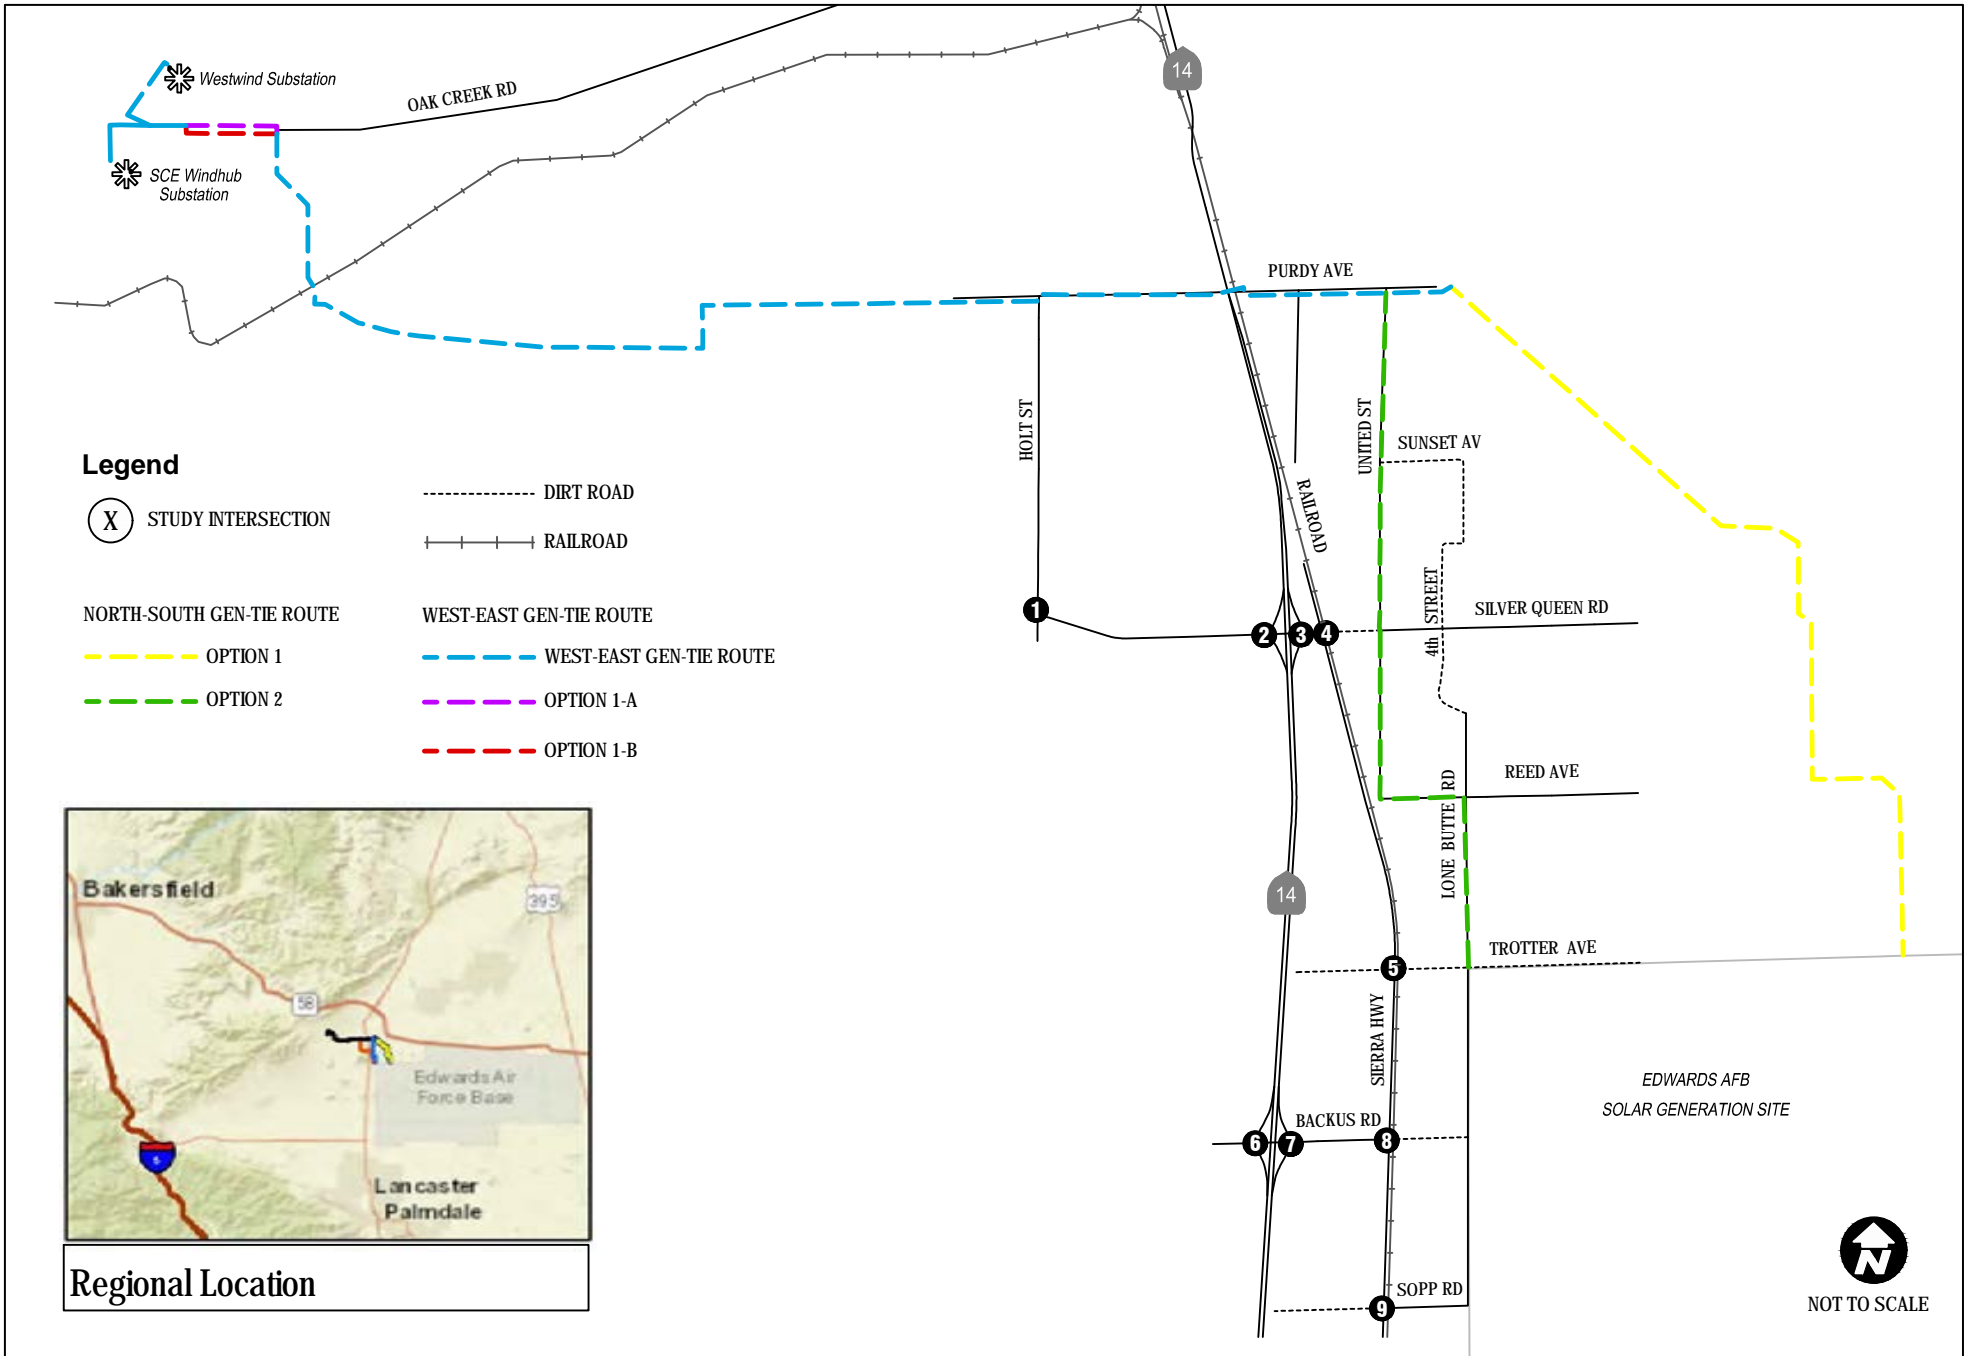 14
Westwind Substation
OAK CREEK RD
SCE Windhub
Substation
PURDY AVE
HOLT ST
UNITED ST
SUNSET AV
RAILROAD
Legend
X STUDY INTERSECTION
DIRT ROAD
RAILROAD
NORTH-SOUTH GEN-TIE ROUTE
OPTION 1
OPTION 2
WEST-EAST GEN-TIE ROUTE
WEST-EAST GEN-TIE ROUTE
OPTION 1-A
OPTION 1-B
1
2
3
4
4th STREET
SILVER QUEEN RD
LONE BUTTE RD
REED AVE
14
TROTTER AVE
5
SIERRA HWY
EDWARDS AFB
SOLAR GENERATION SITE
BACKUS RD
6
7
8
SOPP RD
9
Bakersfield
395
58
Edwards Air
Force Base
5
Lancaster
Palmdale
Regional Location
N
NOT TO SCALE